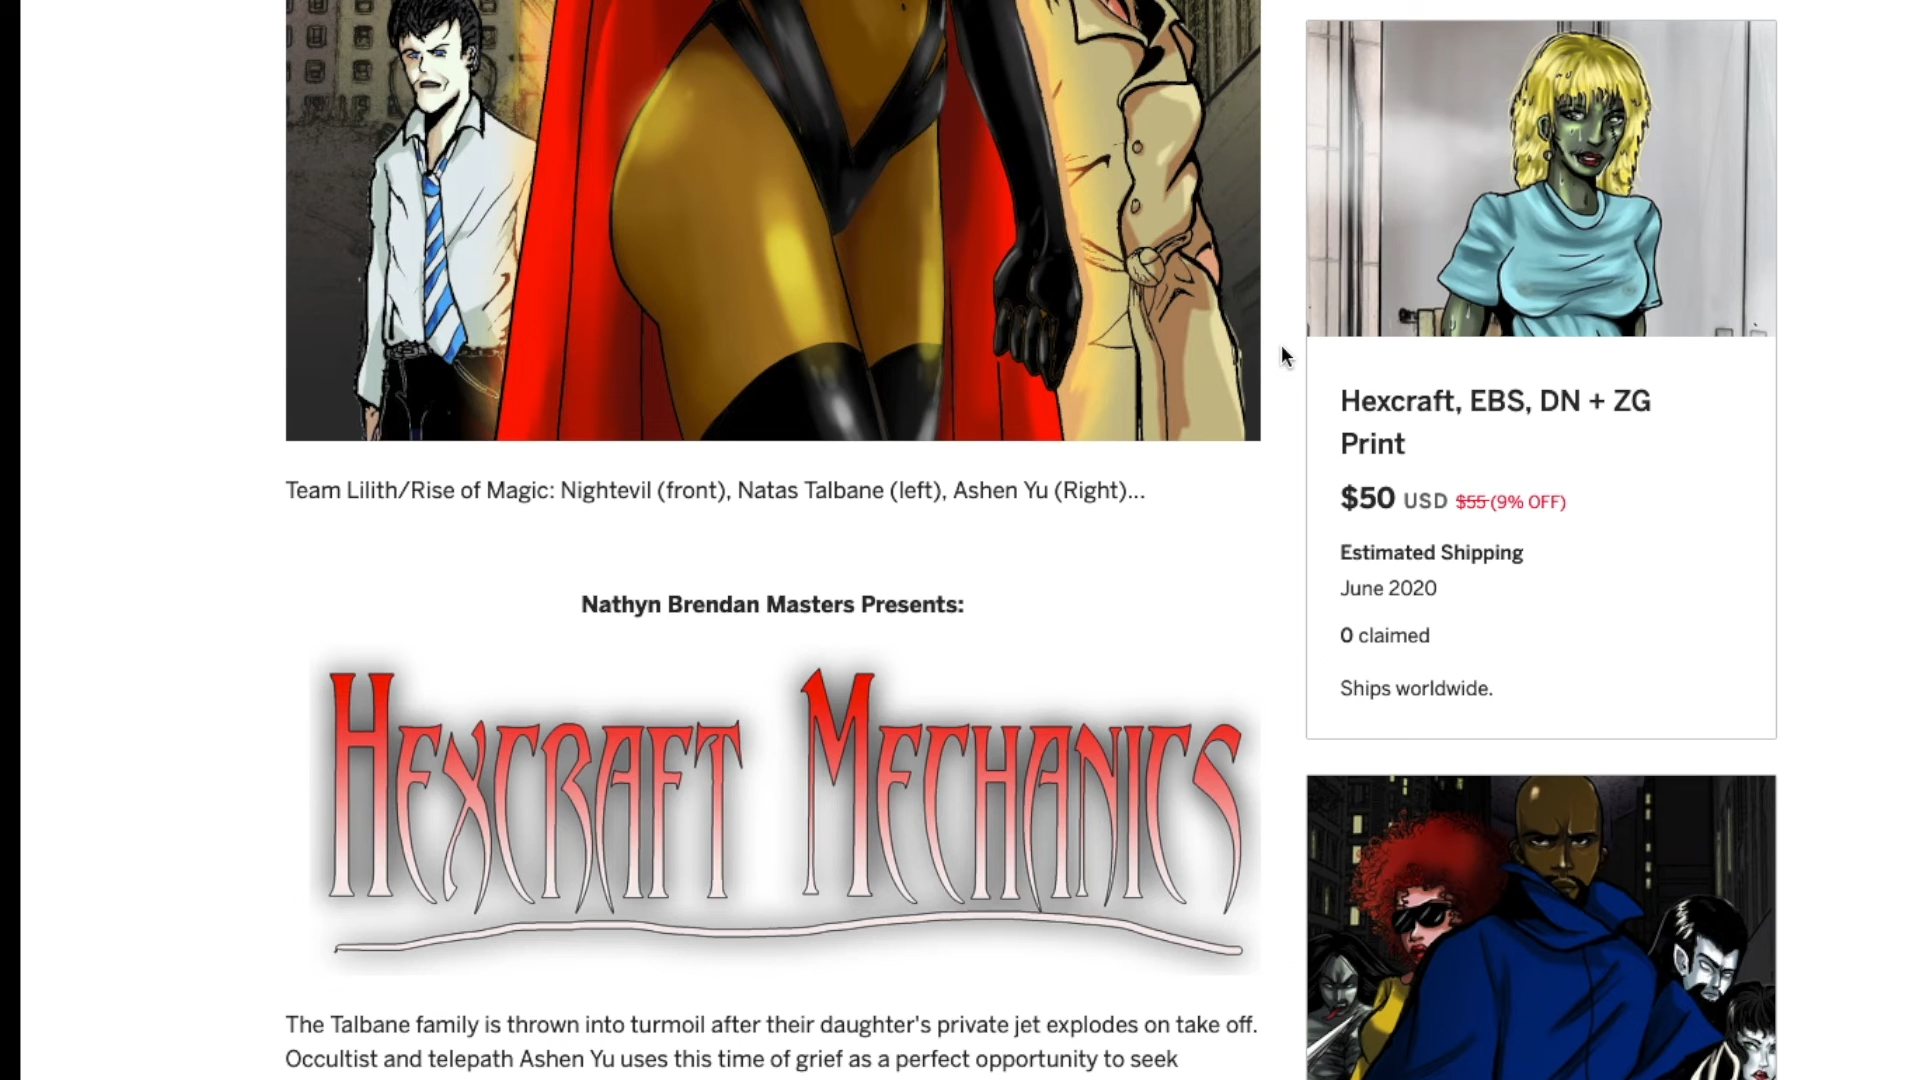 Team Lilith/Rise of Magic: Nightevil (front), Natas Talbane (left), Ashen Yu (Right)...
Nathyn Brendan Masters Presents:
HEXCRAFT MECHANICS
The Talbane family is thrown into turmoil after their daughter's private jet explodes on take off.
Occultist and telepath Ashen Yu uses this time of grief as a perfect opportunity to seek
Hexcraft, EBS, DN + ZG
Print
$50 USD $55 (9% OFF)
Estimated Shipping
June 2020
0 claimed
Ships worldwide.